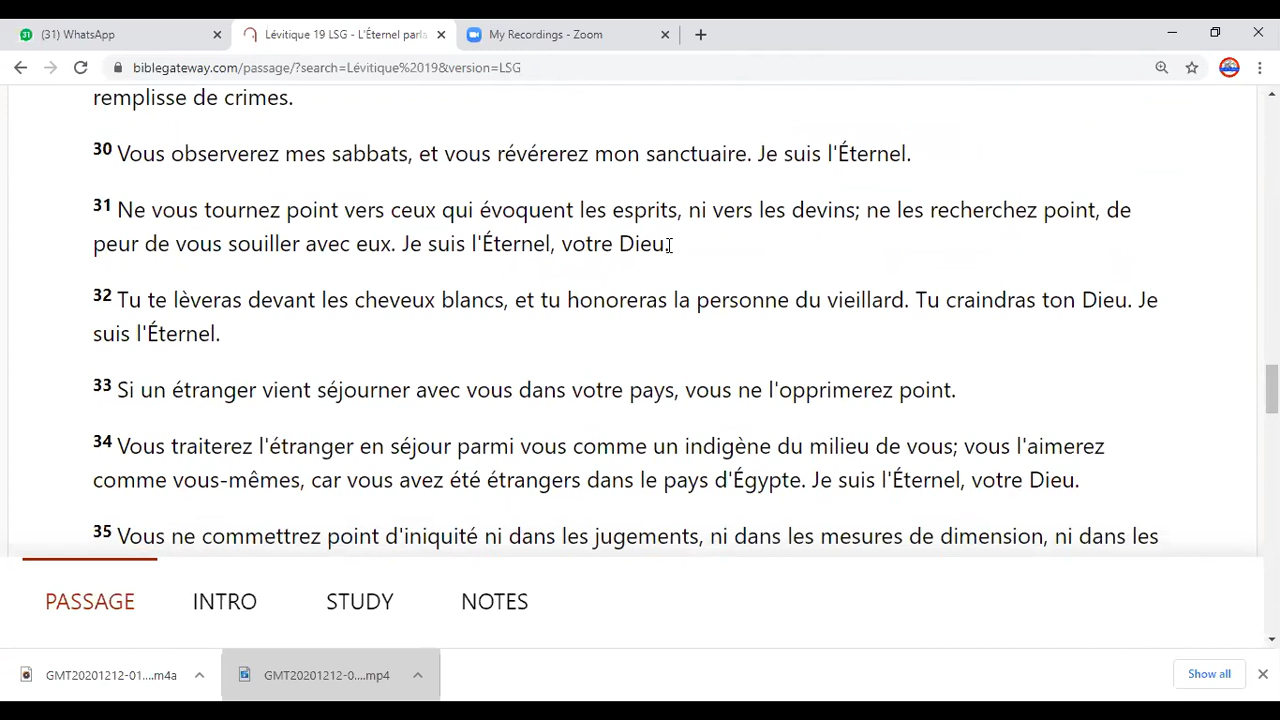 (31) WhatsApp
Lévitique 19 LSG - L'Éternel parla
My Recordings - Zoom
biblegateway.com/passage/?search=Lévitique%2019&version=LSG
remplisse de crimes.
30 Vous observerez mes sabbats, et vous révérerez mon sanctuaire. Je suis l'Éternel.
31 Ne vous tournez point vers ceux qui évoquent les esprits, ni vers les devins; ne les recherchez point, de
peur de vous souiller avec eux. Je suis l'Éternel, votre Dieu.
32 Tu te lèveras devant les cheveux blancs, et tu honoreras la personne du vieillard. Tu craindras ton Dieu. Je
suis l'Éternel.
33 Si un étranger vient séjourner avec vous dans votre pays, vous ne l'opprimerez point.
34 Vous traiterez l'étranger en séjour parmi vous comme un indigène du milieu de vous; vous l'aimerez
comme vous-mêmes, car vous avez été étrangers dans le pays d'Égypte. Je suis l'Éternel, votre Dieu.
35 Vous ne commettrez point d'iniquité ni dans les jugements, ni dans les mesures de dimension, ni dans les
PASSAGE INTRO STUDY NOTES
GMT20201212-01....m4a
GMT20201212-0....mp4
Show all